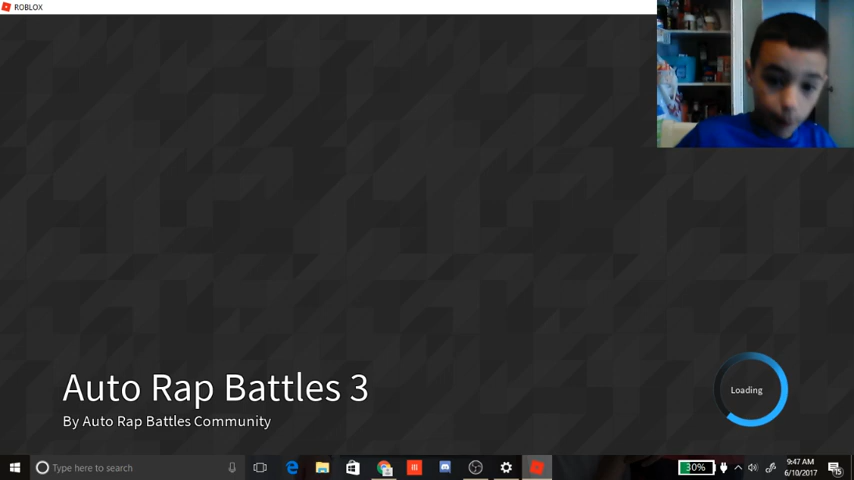 ROBLOX
Auto Rap Battles 3
By Auto Rap Battles Community
Loading
Type here to search
30%
9:47 AM
6/10/2017
15